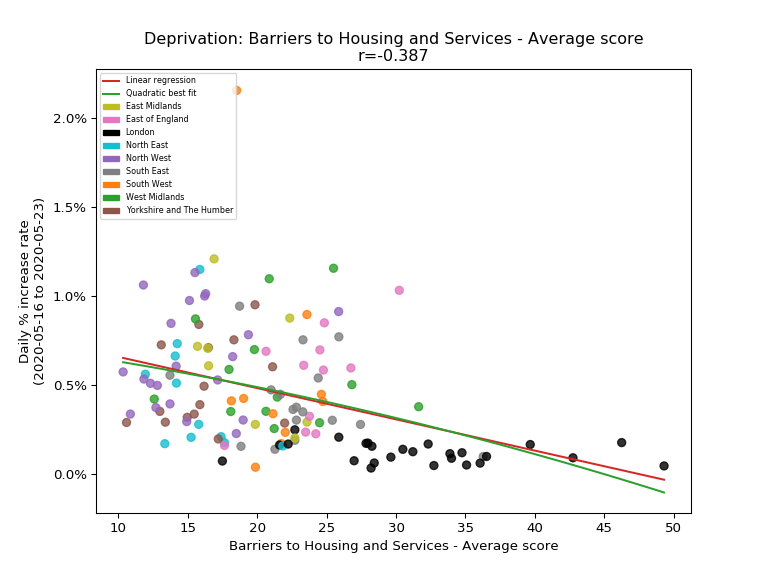 Deprivation: Barriers to Housing and Services - Average score
r=-0.387
Linear regression
Quadratic best fit
East Midlands
East of England
London
North East
North West
South East
South West
West Midlands
Yorkshire and The Humber
2.0%
1.5%
1.0%
0.5%
0.0%
Daily % increase rate
(2020-05-16 to 2020-05-23)
10 15 20 25 30 35 40 45 50
Barriers to Housing and Services - Average score